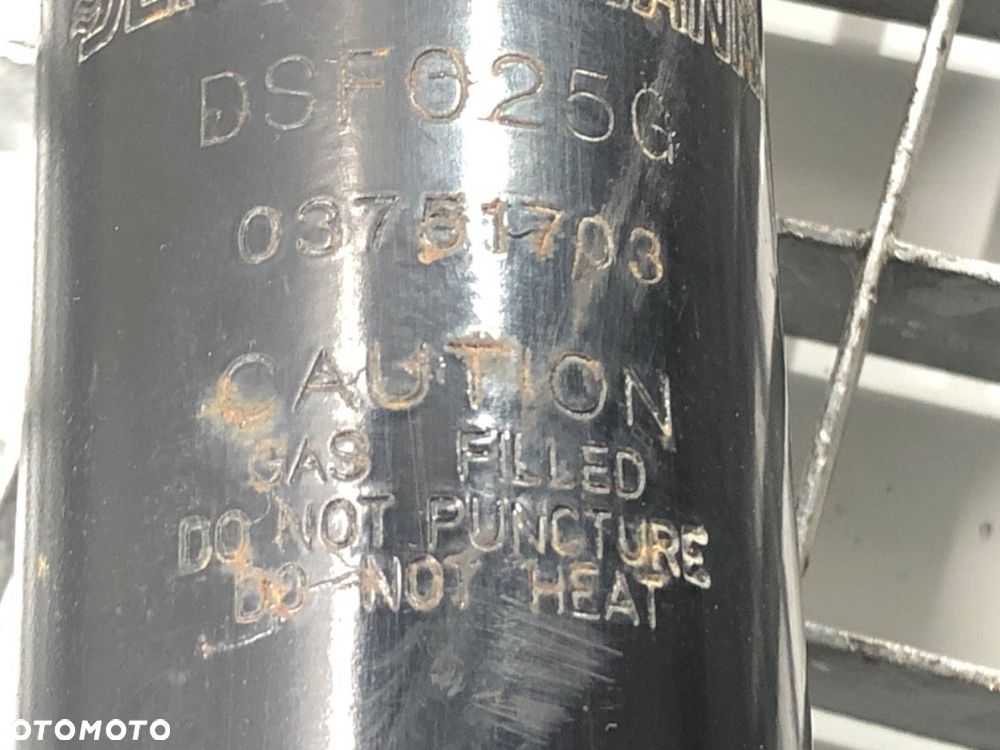 DSF025G
03751703
CAUTION
GAS FILLED
DO NOT PUNCTURE
DO NOT HEAT
OTOMOTO